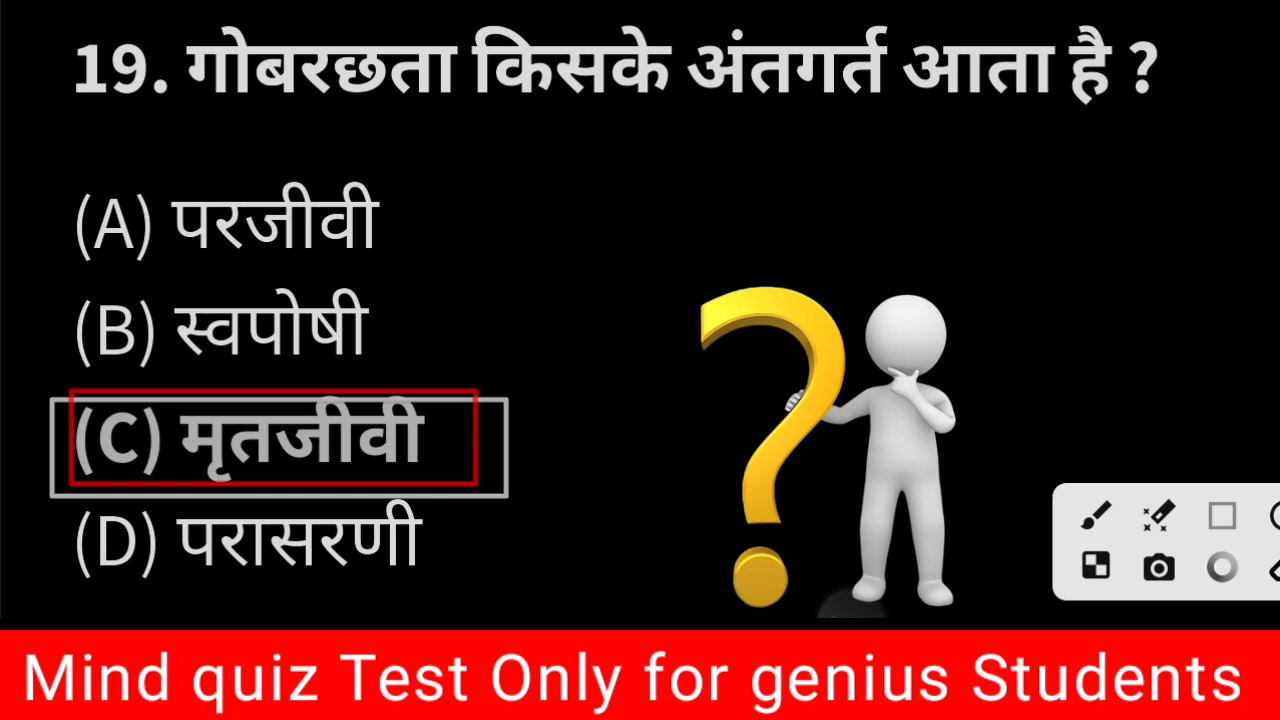 19. गोबरछता किसके अंतगर्त आता है ?
(A) परजीवी
(B) स्वपोषी
(C) मृतजीवी
(D) परासरणी
Mind quiz Test Only for genius Students